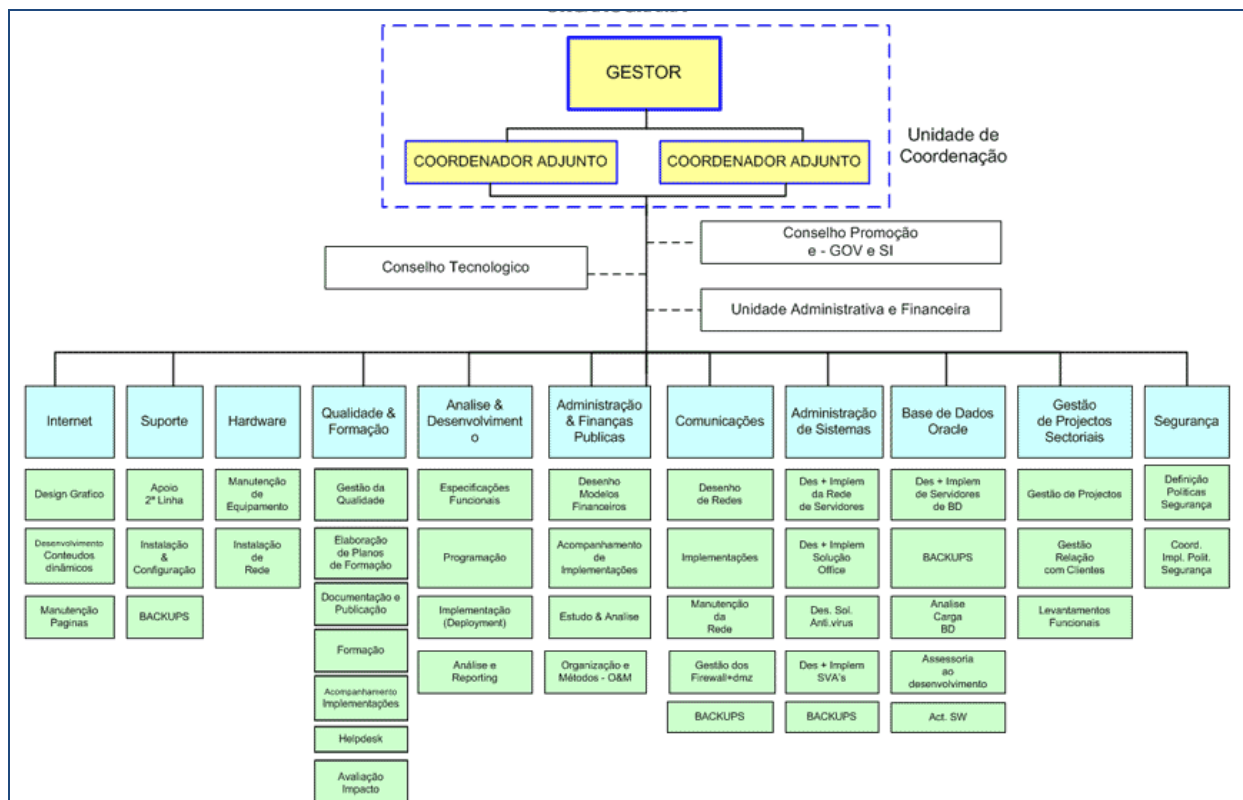 GESTOR
COORDENADOR ADJUNTO
COORDENADOR ADJUNTO
Unidade de
Coordenação
Conselho Promoção
e - GOV e SI
Conselho Tecnologico
Unidade Administrativa e Financeira
Internet
Suporte
Hardware
Qualidade &
Formação
Analise &
Desenvolviment
o
Administração
& Finanças
Publicas
Comunicações
Administração
de Sistemas
Base de Dados
Oracle
Gestão
de Projectos
Sectoriais
Segurança
Design Grafico
Desenvolvimento
Conteudos
dinâmicos
Manutenção
Paginas
Apoio
2ª Linha
Instalação
&
Configuração
BACKUPS
Manutenção
de
Equipamento
Instalação
de
Rede
Gestão da
Qualidade
Elaboração
de Planos
de Formação
Documentação e
Publicação
Formação
Acompanhamento
Implementações
Helpdesk
Avaliação
Impacto
Especificações
Funcionais
Programação
Implementação
(Deployment)
Análise e
Reporting
Desenho
Modelos
Financeiros
Acompanhamento
de
Implementações
Estudo & Analise
Organização e
Métodos - O&M
Desenho
de Redes
Implementações
Manutenção
da
Rede
Gestão dos
Firewall+dmz
BACKUPS
Des + Implem
da Rede
de Servidores
Des + Implem
Solução
Office
Des. Sol.
Anti.virus
Des + Implem
SVA's
BACKUPS
Des + Implem
de Servidores
de BD
BACKUPS
Analise
Carga
BD
Assessoria
ao
desenvolvimento
Act. SW
Gestão de Projectos
Gestão
Relação
com Clientes
Levantamentos
Funcionais
Definição
Politicas
Segurança
Coord.
Impl. Polit.
Segurança